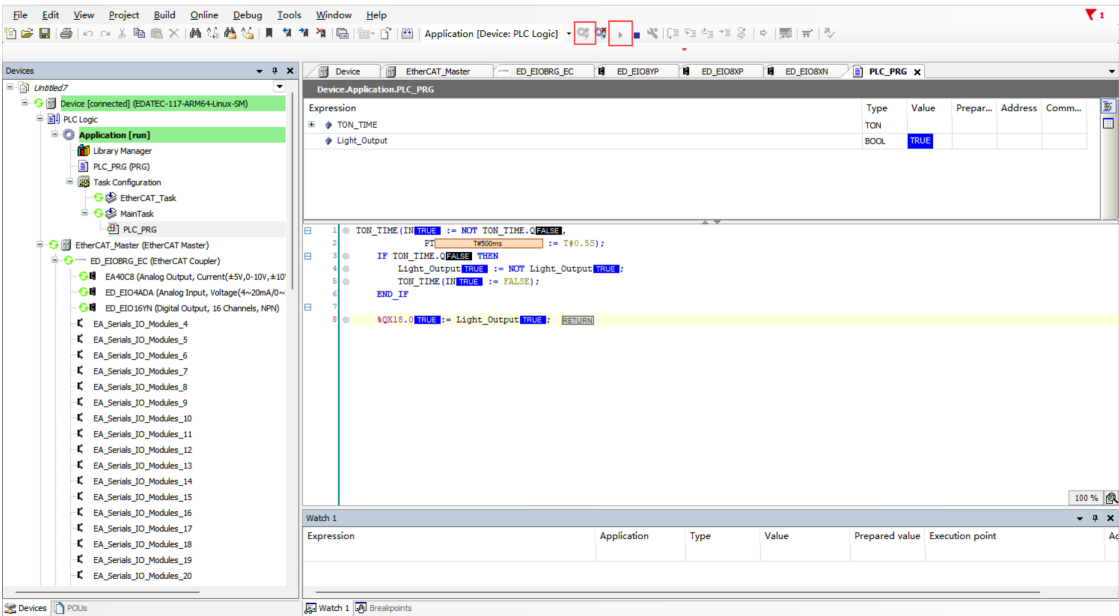 File Edit View Project Build Online Debug Tools Window Help
1
Application [Device: PLC Logic]
Devices
Untitled7
Device [connected] (EDATEC-117-ARM64-Linux-SM)
PLC Logic
Application [run]
Library Manager
PLC_PRG (PRG)
Task Configuration
EtherCAT_Task
MainTask
PLC_PRG
EtherCAT_Master (EtherCAT Master)
ED_EIOBRG_EC (EtherCAT Coupler)
EA40C8 (Analog Output, Current(±5V,0-10V,±10
ED_EIO4ADA (Analog Input, Voltage(4~20mA/0~
ED_EIO16YN (Digital Output, 16 Channels, NPN)
EA_Serials_IO_Modules_4
EA_Serials_IO_Modules_5
EA_Serials_IO_Modules_6
EA_Serials_IO_Modules_7
EA_Serials_IO_Modules_8
EA_Serials_IO_Modules_9
EA_Serials_IO_Modules_10
EA_Serials_IO_Modules_11
EA_Serials_IO_Modules_12
EA_Serials_IO_Modules_13
EA_Serials_IO_Modules_14
EA_Serials_IO_Modules_15
EA_Serials_IO_Modules_16
EA_Serials_IO_Modules_17
EA_Serials_IO_Modules_18
EA_Serials_IO_Modules_19
EA_Serials_IO_Modules_20
Devices POUs
Device EtherCAT_Master ED_EIOBRG_EC ED_EIO8YP ED_EIO8XP ED_EIO8XN PLC_PRG
Device.Application.PLC_PRG
Expression Type Value Prepar... Address Comm...
TON_TIME TON
Light_Output BOOL TRUE
1 TON_TIME(IN TRUE := NOT TON_TIME.Q FALSE,
2 PT T#500ms := T#0.5S);
3 IF TON_TIME.Q FALSE THEN
4 Light_Output TRUE := NOT Light_Output TRUE;
5 TON_TIME(IN TRUE := FALSE);
6 END_IF
7
8 %QX18.0 TRUE := Light_Output TRUE; RETURN
100 %
Watch 1
Expression Application Type Value Prepared value Execution point Ad
Watch 1 Breakpoints